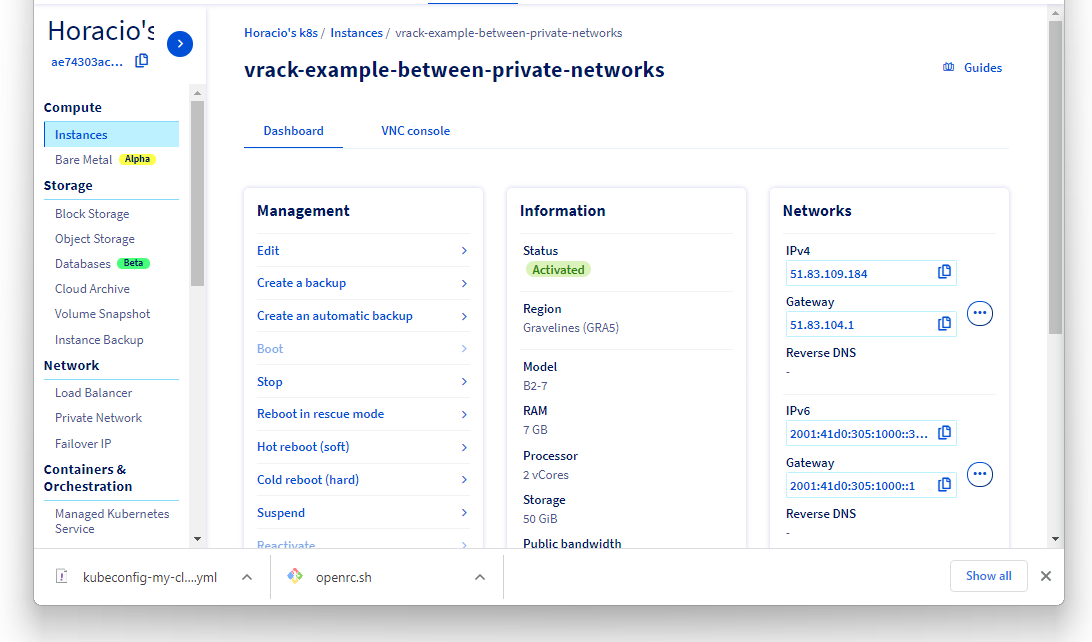 Horacio's
ae74303ac...
Compute
Instances
Bare Metal Alpha
Storage
Block Storage
Object Storage
Databases Beta
Cloud Archive
Volume Snapshot
Instance Backup
Network
Load Balancer
Private Network
Failover IP
Containers &
Orchestration
Managed Kubernetes
Service
Horacio's k8s / Instances / vrack-example-between-private-networks
vrack-example-between-private-networks
Guides
Dashboard VNC console
Management
Edit
Create a backup
Create an automatic backup
Boot
Stop
Reboot in rescue mode
Hot reboot (soft)
Cold reboot (hard)
Suspend
Reactivate
Information
Status
Activated
Region
Gravelines (GRA5)
Model
B2-7
RAM
7 GB
Processor
2 vCores
Storage
50 GiB
Public bandwidth
Networks
IPv4
51.83.109.184
Gateway
51.83.104.1
Reverse DNS
-
IPv6
2001:41d0:305:1000::3...
Gateway
2001:41d0:305:1000::1
Reverse DNS
-
kubeconfig-my-cl....yml
openrc.sh
Show all